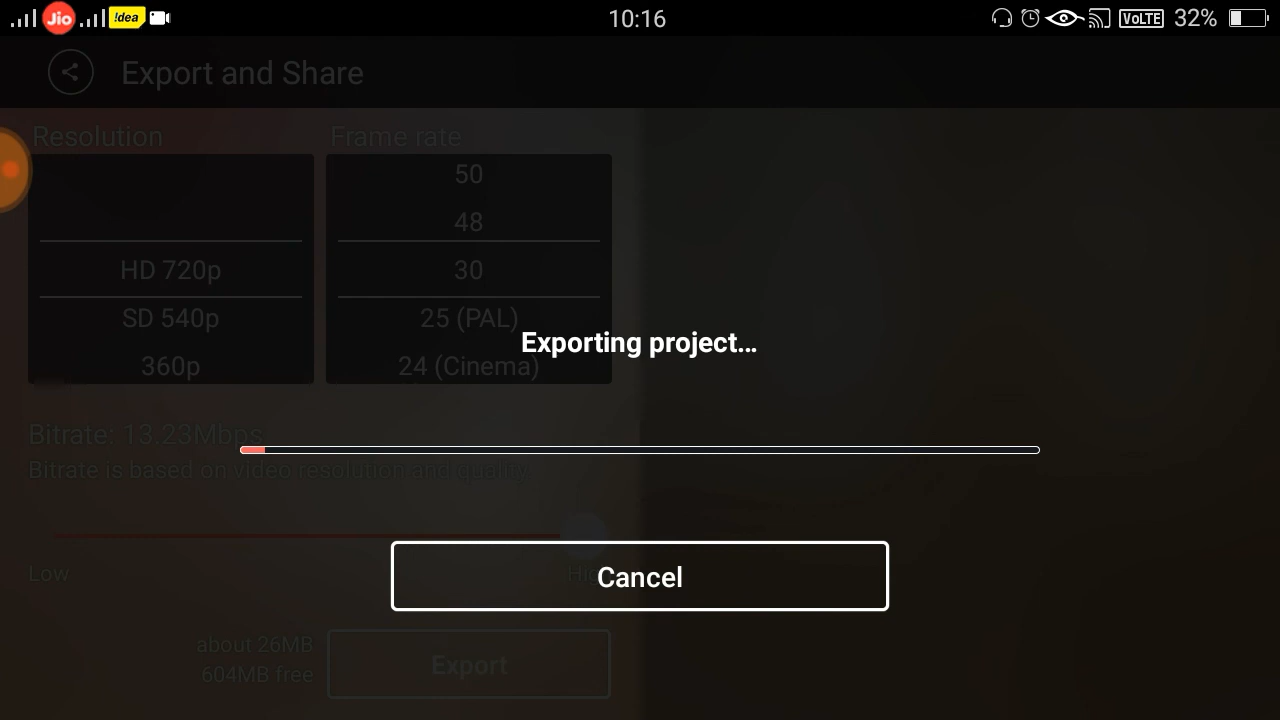 Jio !dea 10:16 VoLTE 32%
Export and Share
Resolution Frame rate
50
48
HD 720p 30
SD 540p 25 (PAL)
360p 24 (Cinema)
Exporting project...
Bitrate: 13.23Mbps
Bitrate is based on video resolution and quality.
Low High
Cancel
about 26MB
604MB free
Export